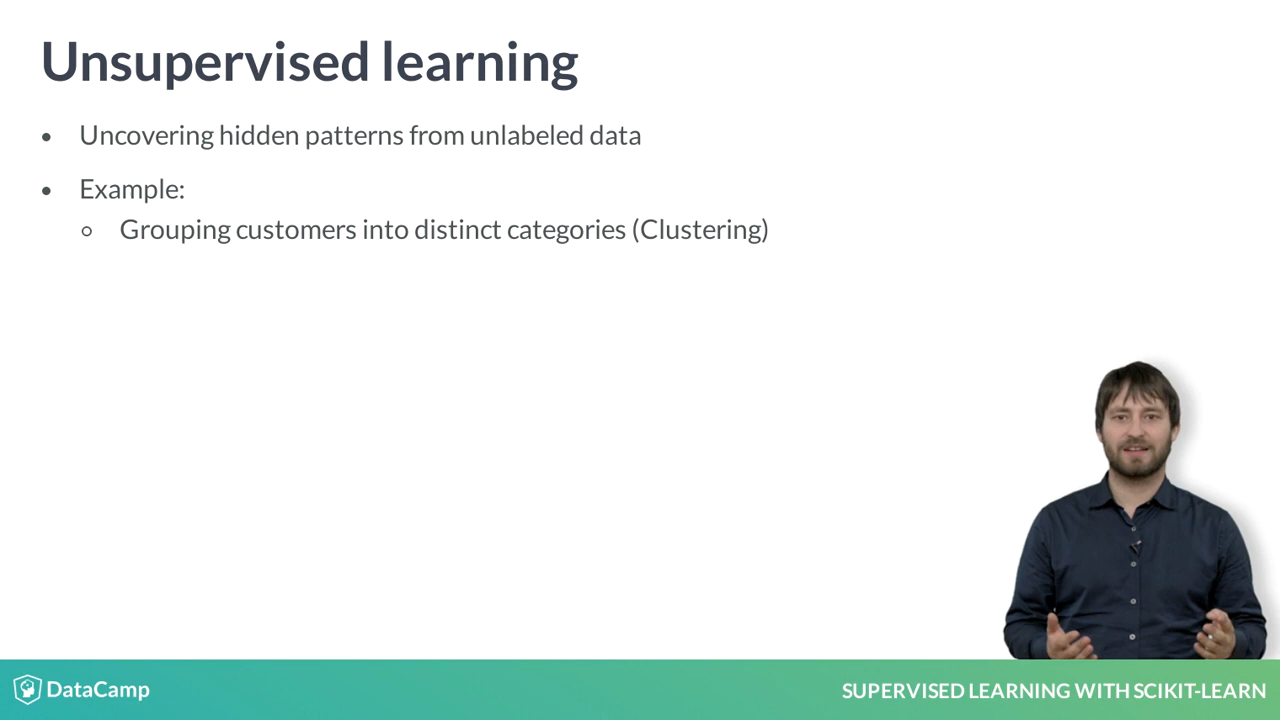 Unsupervised learning
Uncovering hidden patterns from unlabeled data
Example:
Grouping customers into distinct categories (Clustering)
DataCamp
SUPERVISED LEARNING WITH SCIKIT-LEARN